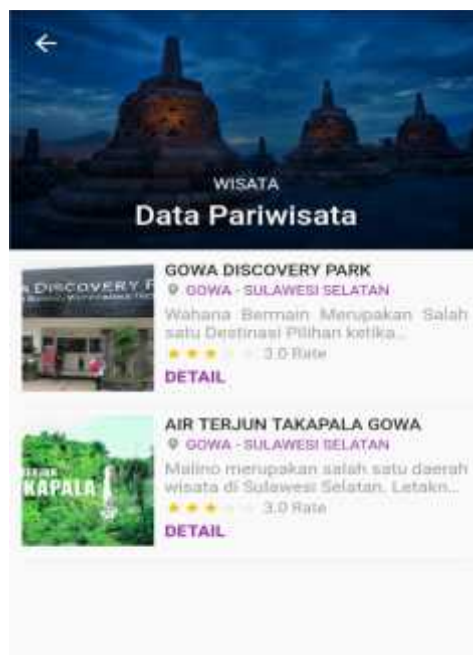 WISATA
Data Pariwisata
A DISCOVERY P
GOWA DISCOVERY PARK
GOWA - SULAWESI SELATAN
Wahana Bermain Merupakan Salah
satu Destinasi Pilihan ketika...
3.0 Rate
DETAIL
KAPALA
AIR TERJUN TAKAPALA GOWA
GOWA - SULAWESI SELATAN
Malino merupakan salah satu daerah
wisata di Sulawesi Selatan. Letakn...
3.0 Rate
DETAIL